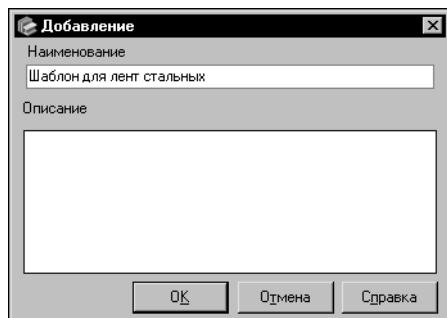 Добавление
Наименование
Шаблон для лент стальных
Описание
ОК
Отмена
Справка